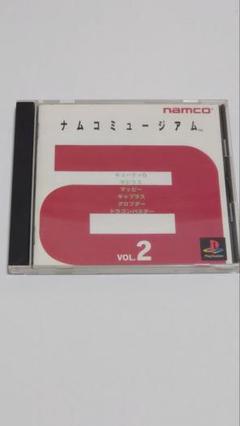 namco
ナムコミュージアム™
キューティQ
ゼビウス
マッピー
ギャプラス
グロブダー
ドラゴンバスター
VOL.2
PlayStation